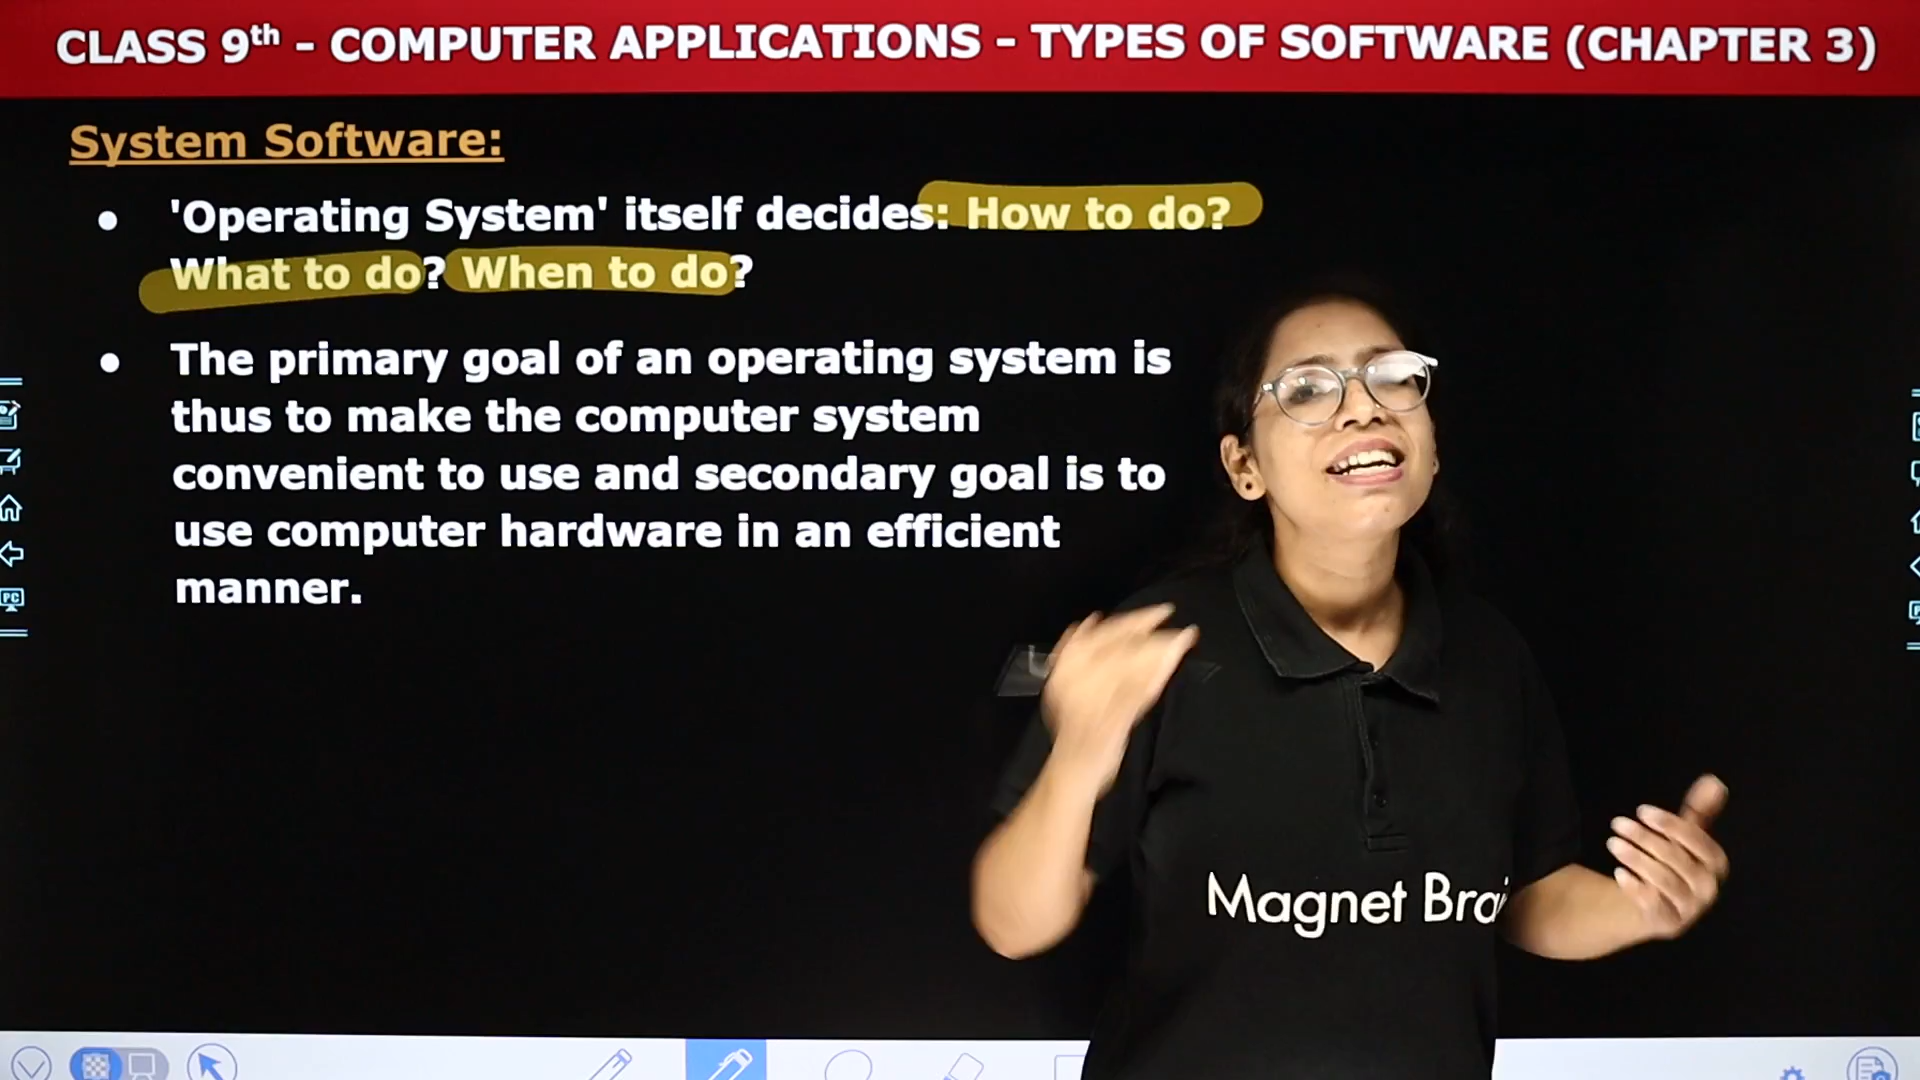 CLASS 9th - COMPUTER APPLICATIONS - TYPES OF SOFTWARE (CHAPTER 3)
System Software:
• 'Operating System' itself decides: How to do?
What to do? When to do?
• The primary goal of an operating system is
thus to make the computer system
convenient to use and secondary goal is to
use computer hardware in an efficient
manner.
PC
Magnet Brai